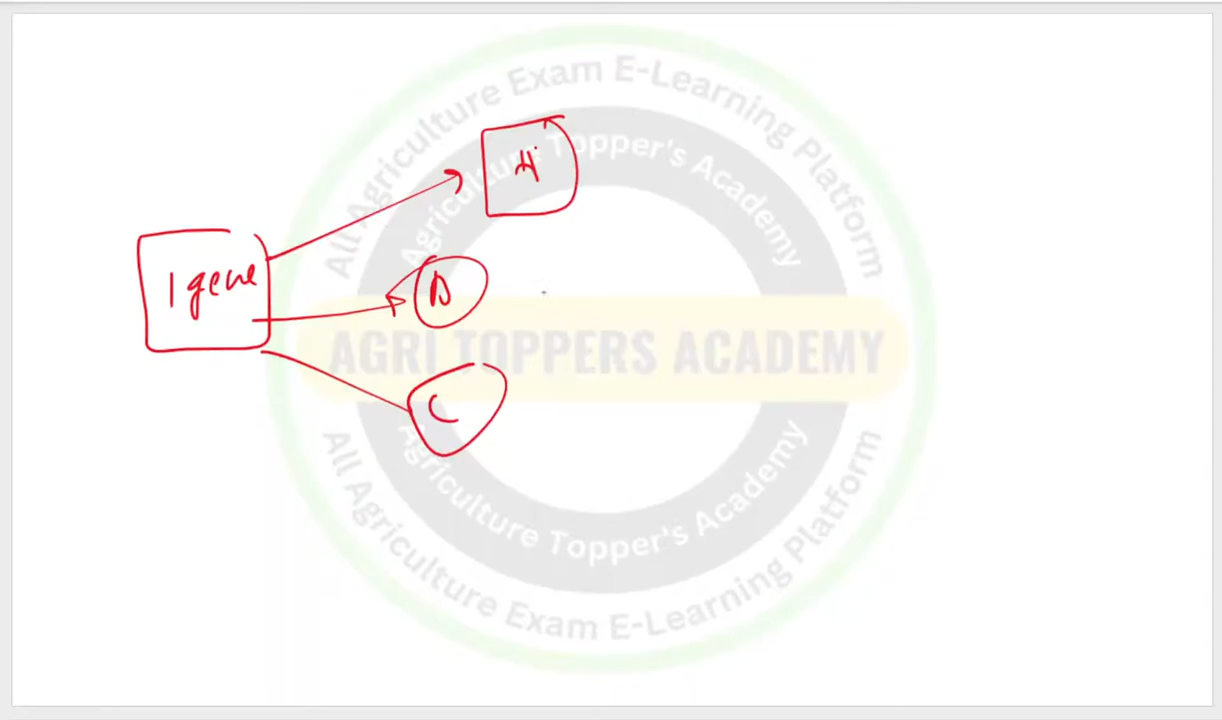 All Agriculture Exam E-Learning Platform
Agriculture Topper's Academy
A
1 gene
B
AGRI TOPPERS ACADEMY
C
Agriculture Topper's Academy
All Agriculture Exam E-Learning Platform